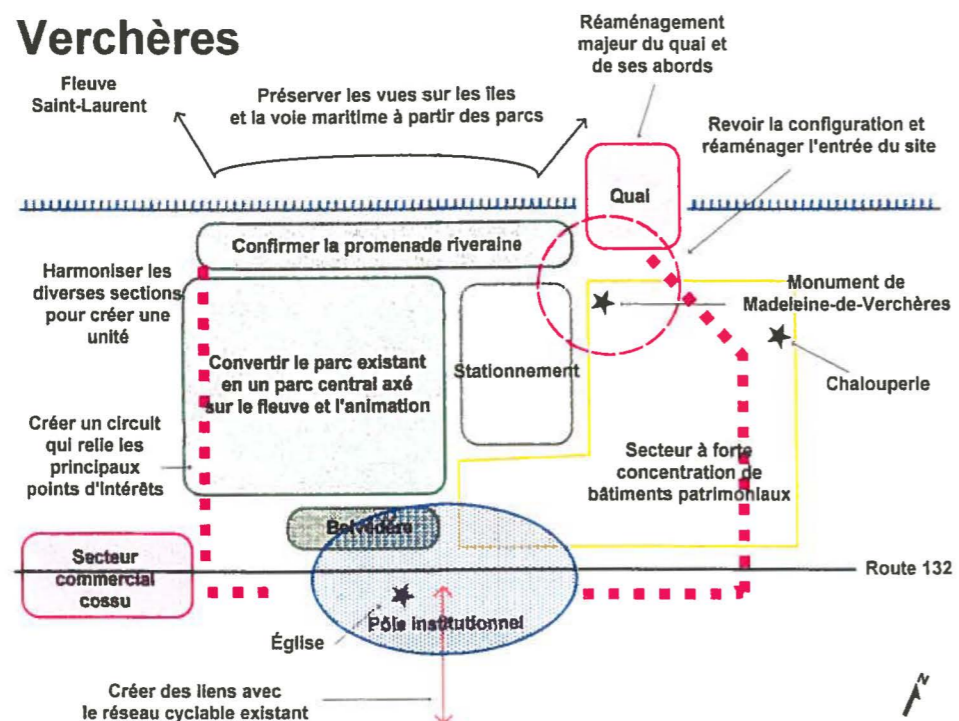 Verchères
Réaménagement
majeur du quai et
de ses abords
Fleuve
Saint-Laurent
Préserver les vues sur les îles
et la voie maritime à partir des parcs
Revoir la configuration et
réaménager l'entrée du site
Quai
Confirmer la promenade riveraine
Harmoniser les
diverses sections
pour créer une
unité
Monument de
Madeleine-de-Verchères
Convertir le parc existant
en un parc central axé
sur le fleuve et l'animation
Stationnement
Chalouperie
Créer un circuit
qui relie les
principaux
points d'intérêts
Secteur à forte
concentration de
bâtiments patrimoniaux
Belvédère
Secteur
commercial
cossu
Route 132
Église
Pôle institutionnel
Créer des liens avec
le réseau cyclable existant
N